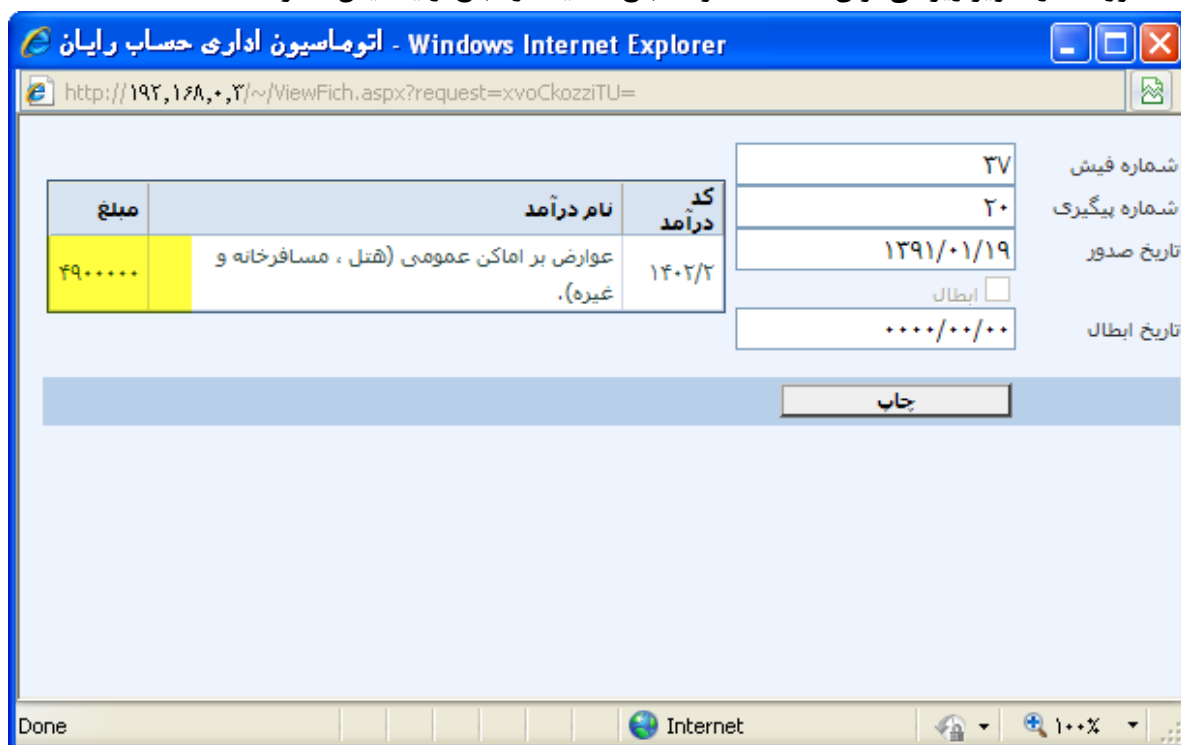 اتوماسیون اداری حساب رایان - Windows Internet Explorer
http://۱۹۲,۱۶۸,۰,۳/~/ViewFich.aspx?request=xvoCkozziTU=
شماره فیش ۳۷
شماره پیگیری ۲۰
تاریخ صدور ۱۳۹۱/۰۱/۱۹
ابطال
تاریخ ابطال ۰۰۰۰/۰۰/۰۰
کد درآمد نام درآمد مبلغ
۱۴۰۲/۲ عوارض بر اماکن عمومی (هتل ، مسافرخانه و ۴۹۰۰۰۰۰
غیره).
چاپ
Done Internet ۱۰۰%